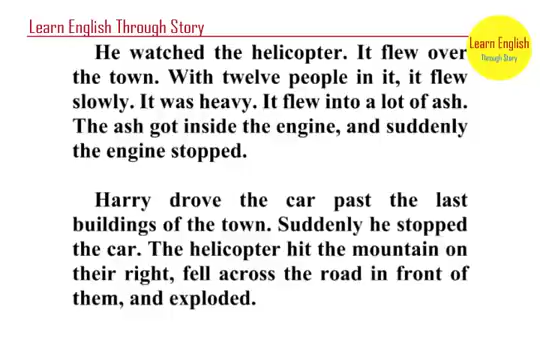 Learn English Through Story
Learn English
Through Story
He watched the helicopter. It flew over
the town. With twelve people in it, it flew
slowly. It was heavy. It flew into a lot of ash.
The ash got inside the engine, and suddenly
the engine stopped.
Harry drove the car past the last
buildings of the town. Suddenly he stopped
the car. The helicopter hit the mountain on
their right, fell across the road in front of
them, and exploded.